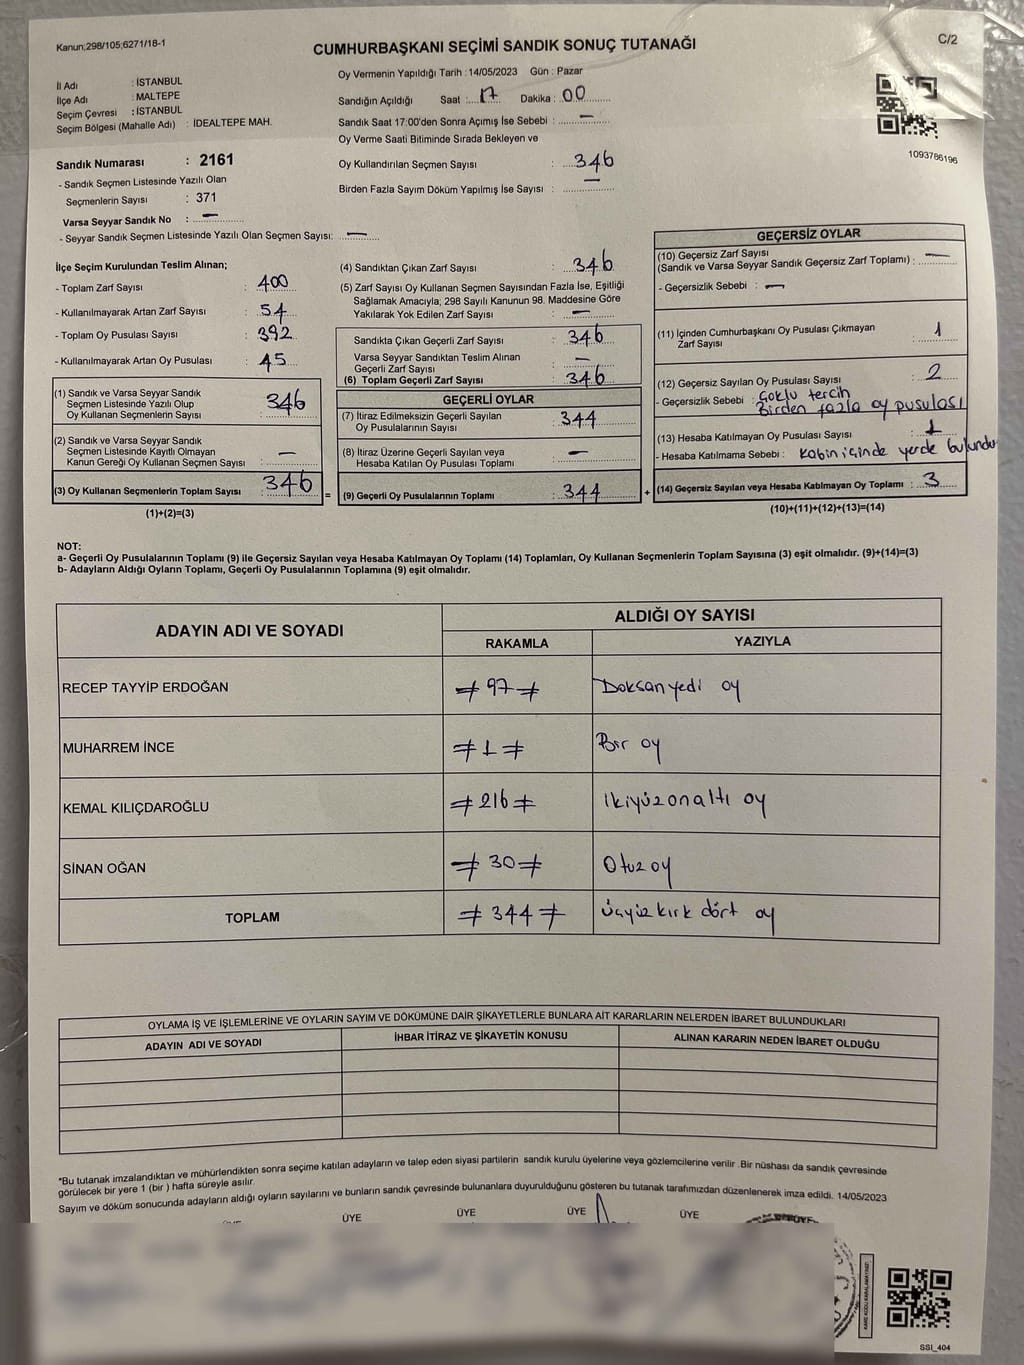 Kanun;298/105;6271/18-1
C/2
CUMHURBAŞKANI SEÇİMİ SANDIK SONUÇ TUTANAĞI
İl Adı : İSTANBUL
İlçe Adı : MALTEPE
Seçim Çevresi : İSTANBUL
Seçim Bölgesi (Mahalle Adı) : İDEALTEPE MAH.
Sandık Numarası : 2161
- Sandık Seçmen Listesinde Yazılı Olan
Seçmenlerin Sayısı : 371
Varsa Seyyar Sandık No : —
- Seyyar Sandık Seçmen Listesinde Yazılı Olan Seçmen Sayısı: —
Oy Vermenin Yapıldığı Tarih : 14/05/2023 Gün : Pazar
Sandığın Açıldığı Saat : 17 Dakika : 00
Sandık Saat 17:00'den Sonra Açımış İse Sebebi : —
Oy Verme Saati Bitiminde Sırada Bekleyen ve
Oy Kullandırılan Seçmen Sayısı : 346
Birden Fazla Sayım Döküm Yapılmış İse Sayısı : —
1093766196
İlçe Seçim Kurulundan Teslim Alınan;
- Toplam Zarf Sayısı : 400
- Kullanılmayarak Artan Zarf Sayısı : 54
- Toplam Oy Pusulası Sayısı : 392
- Kullanılmayarak Artan Oy Pusulası : 45
(1) Sandık ve Varsa Seyyar Sandık
Seçmen Listesinde Yazılı Olup
Oy Kullanan Seçmenlerin Sayısı : 346
(2) Sandık ve Varsa Seyyar Sandık
Seçmen Listesinde Kayıtlı Olmayan
Kanun Gereği Oy Kullanan Seçmen Sayısı : —
(3) Oy Kullanan Seçmenlerin Toplam Sayısı : 346
(1)+(2)=(3)
=
(4) Sandıktan Çıkan Zarf Sayısı : 346
(5) Zarf Sayısı Oy Kullanan Seçmen Sayısından Fazla İse, Eşitliği
Sağlamak Amacıyla; 298 Sayılı Kanunun 98. Maddesine Göre
Yakılarak Yok Edilen Zarf Sayısı : —
Sandıkta Çıkan Geçerli Zarf Sayısı : 346
Varsa Seyyar Sandıktan Teslim Alınan
Geçerli Zarf Sayısı : —
(6) Toplam Geçerli Zarf Sayısı : 346
GEÇERLİ OYLAR
(7) İtiraz Edilmeksizin Geçerli Sayılan
Oy Pusulalarının Sayısı : 344
(8) İtiraz Üzerine Geçerli Sayılan veya
Hesaba Katılan Oy Pusulası Toplamı : —
(9) Geçerli Oy Pusulalarının Toplamı : 344
+
GEÇERSİZ OYLAR
(10) Geçersiz Zarf Sayısı
(Sandık ve Varsa Seyyar Sandık Geçersiz Zarf Toplamı) : —
- Geçersizlik Sebebi : —
(11) İçinden Cumhurbaşkanı Oy Pusulası Çıkmayan
Zarf Sayısı : 1
(12) Geçersiz Sayılan Oy Pusulası Sayısı : 2
- Geçersizlik Sebebi : Çoklu tercih
Birden fazla oy pusulası
(13) Hesaba Katılmayan Oy Pusulası Sayısı : 1
- Hesaba Katılmama Sebebi : Kabin içinde yerde bulundu
(14) Geçersiz Sayılan veya Hesaba Katılmayan Oy Toplamı : 3
(10)+(11)+(12)+(13)=(14)
NOT:
a- Geçerli Oy Pusulalarının Toplamı (9) ile Geçersiz Sayılan veya Hesaba Katılmayan Oy Toplamı (14) Toplamları, Oy Kullanan Seçmenlerin Toplam Sayısına (3) eşit olmalıdır. (9)+(14)=(3)
b- Adayların Aldığı Oyların Toplamı, Geçerli Oy Pusulalarının Toplamına (9) eşit olmalıdır.
ADAYIN ADI VE SOYADI
ALDIĞI OY SAYISI
RAKAMLA YAZIYLA
RECEP TAYYİP ERDOĞAN ≠ 97 ≠ Doksanyedi oy
MUHARREM İNCE ≠ 1 ≠ Bir oy
KEMAL KILIÇDAROĞLU ≠ 216 ≠ ikiyüzonaltı oy
SİNAN OĞAN ≠ 30 ≠ Otuz oy
TOPLAM ≠ 344 ≠ üçyüz kırk dört oy
OYLAMA İŞ VE İŞLEMLERİNE VE OYLARIN SAYIM VE DÖKÜMÜNE DAİR ŞİKAYETLERLE BUNLARA AİT KARARLARIN NELERDEN İBARET BULUNDUKLARI
ADAYIN ADI VE SOYADI İHBAR İTİRAZ VE ŞİKAYETİN KONUSU ALINAN KARARIN NEDEN İBARET OLDUĞU
*Bu tutanak imzalandıktan ve mühürlendikten sonra seçime katılan adayların ve talep eden siyasi partilerin sandık kurulu üyelerine veya gözlemcilerine verilir .Bir nüshası da sandık çevresinde
görülecek bir yere 1 (bir ) hafta süreyle asılır.
Sayım ve döküm sonucunda adayların aldığı oyların sayılarını ve bunların sandık çevresinde bulunanlara duyurulduğunu gösteren bu tutanak tarafımızdan düzenlenerek imza edildi. 14/05/2023
ÜYE ÜYE ÜYE ÜYE
KARE KODU KARALAMAYINIZ!
SSI_404